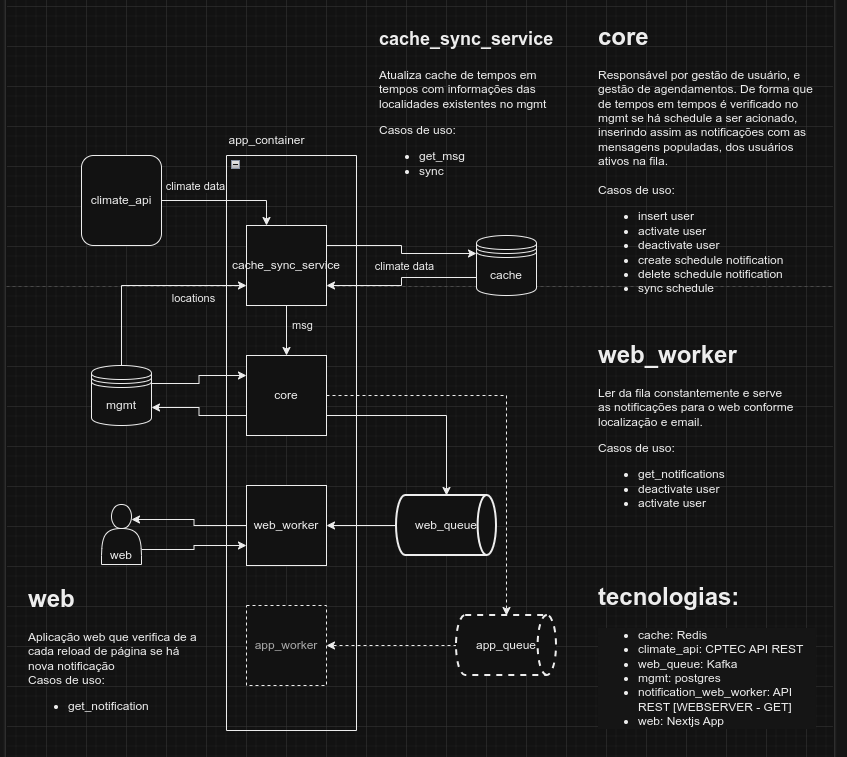 cache_sync_service
Atualiza cache de tempos em
tempos com informações das
localidades existentes no mgmt
Casos de uso:
get_msg
sync
core
Responsável por gestão de usuário, e
gestão de agendamentos. De forma que
de tempos em tempos é verificado no
mgmt se há schedule a ser acionado,
inserindo assim as notificações com as
mensagens populadas, dos usuários
ativos na fila.
Casos de uso:
insert user
activate user
deactivate user
create schedule notification
delete schedule notification
sync schedule
app_container
climate_api
climate data
cache_sync_service
climate data
cache
locations
msg
mgmt
core
web_worker
Ler da fila constantemente e serve
as notificações para o web conforme
localização e email.
Casos de uso:
get_notifications
deactivate user
activate user
web
web_worker
web_queue
app_worker
app_queue
web
Aplicação web que verifica de a
cada reload de página se há
nova notificação
Casos de uso:
get_notification
tecnologias:
cache: Redis
climate_api: CPTEC API REST
web_queue: Kafka
mgmt: postgres
notification_web_worker: API
REST [WEBSERVER - GET]
web: Nextjs App